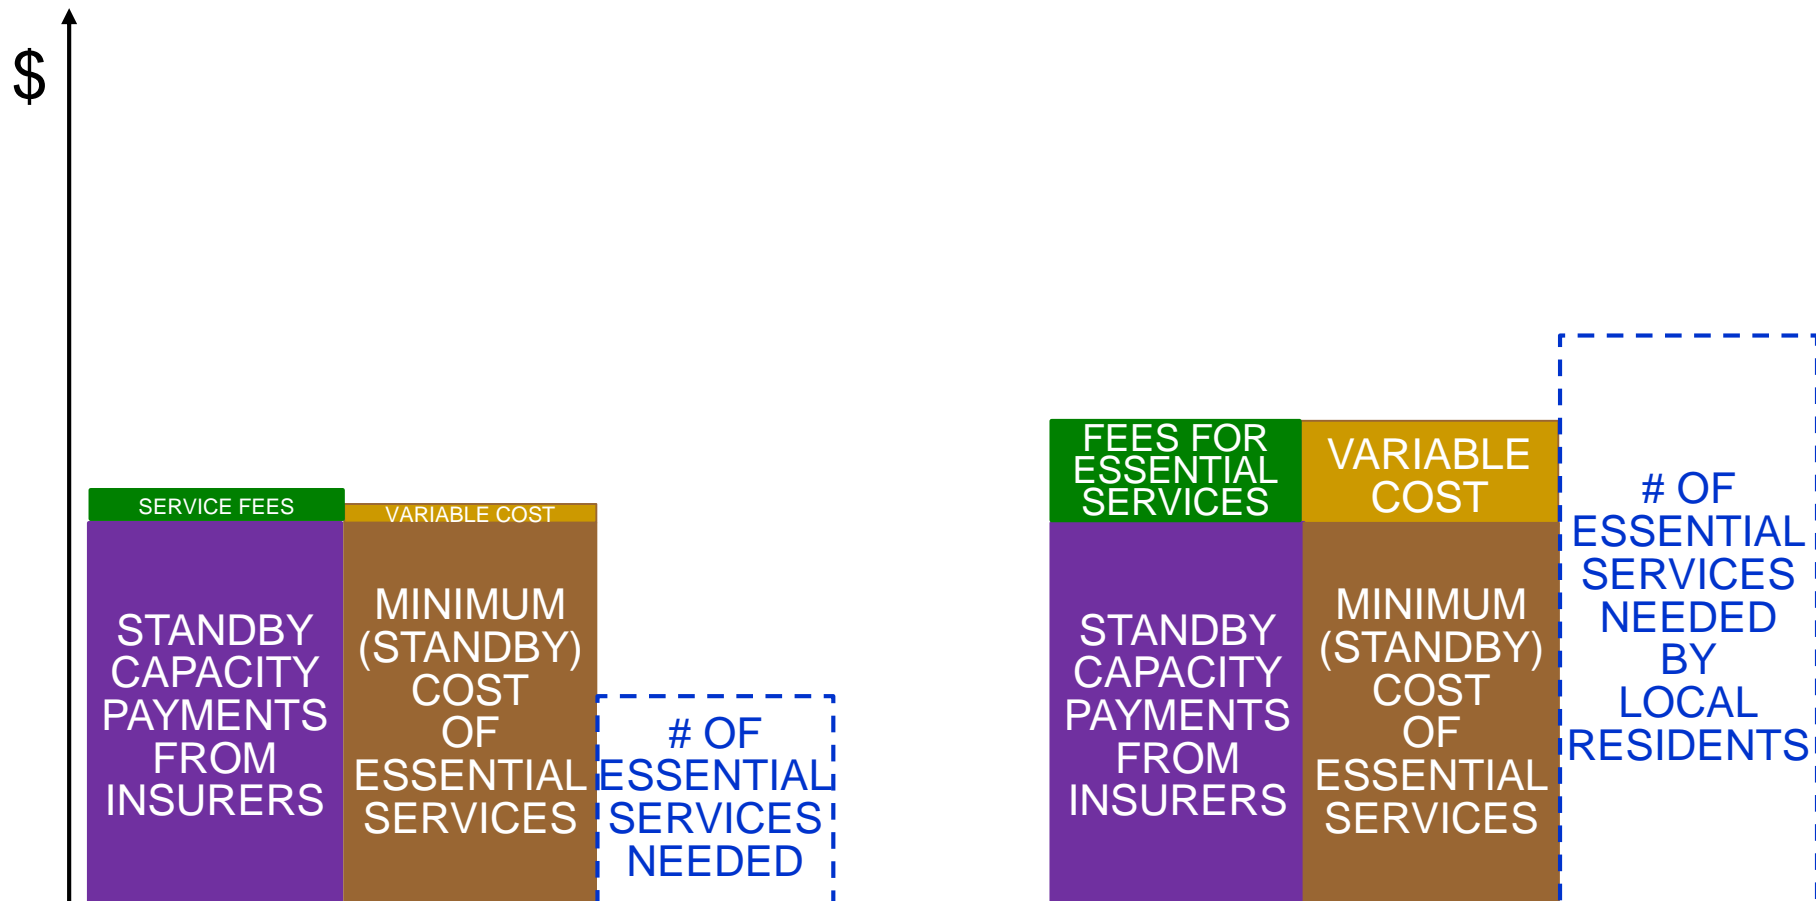 $
SERVICE FEES
STANDBY
CAPACITY
PAYMENTS
FROM
INSURERS
VARIABLE COST
MINIMUM
(STANDBY)
COST
OF
ESSENTIAL
SERVICES
# OF
ESSENTIAL
SERVICES
NEEDED
FEES FOR
ESSENTIAL
SERVICES
STANDBY
CAPACITY
PAYMENTS
FROM
INSURERS
VARIABLE
COST
MINIMUM
(STANDBY)
COST
OF
ESSENTIAL
SERVICES
# OF
ESSENTIAL
SERVICES
NEEDED
BY
LOCAL
RESIDENTS